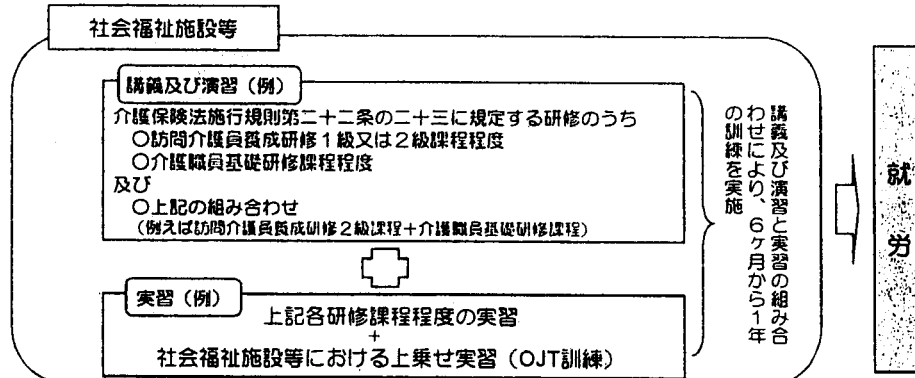 社会福祉施設等
講義及び演習（例）
介護保険法施行規則第二十二条の二十三に規定する研修のうち
○訪問介護員養成研修１級又は２級課程程度
○介護職員基礎研修課程程度
及び
○上記の組み合わせ
（例えば訪問介護員養成研修２級課程＋介護職員基礎研修課程）
実習（例）
上記各研修課程程度の実習
＋
社会福祉施設等における上乗せ実習（OJT訓練）
講義及び演習と実習の組み合
わせにより、６ヶ月から１年
の訓練を実施
就労